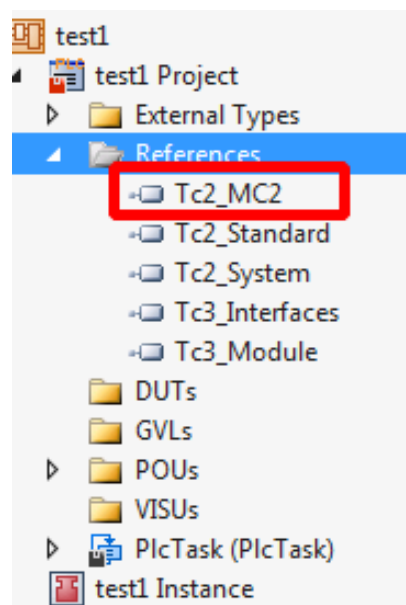 test1
test1 Project
External Types
References
Tc2_MC2
Tc2_Standard
Tc2_System
Tc3_Interfaces
Tc3_Module
DUTs
GVLs
POUs
VISUs
PlcTask (PlcTask)
test1 Instance